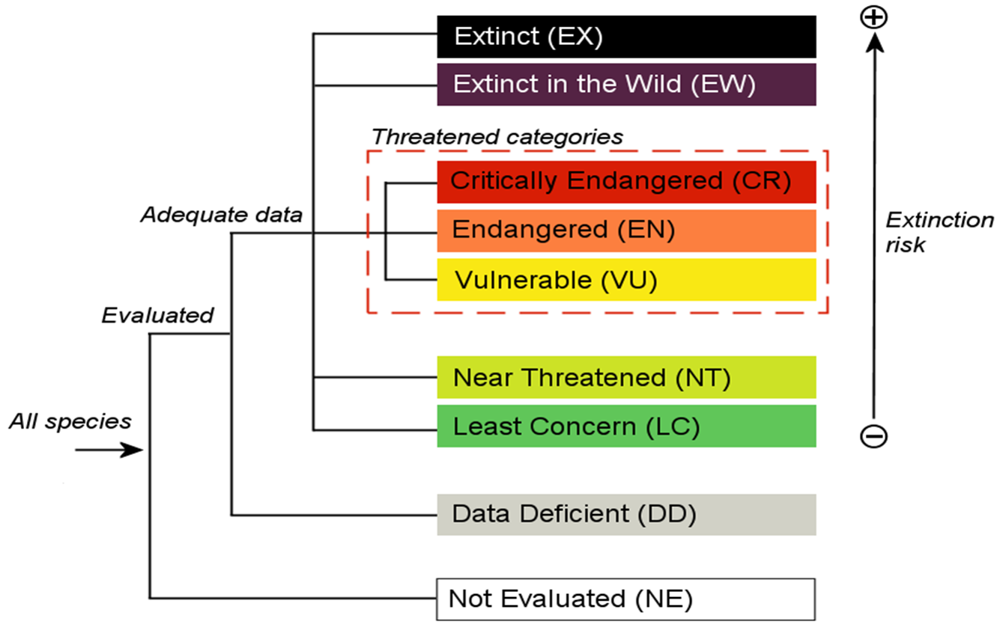 Extinct (EX)
Extinct in the Wild (EW)
Threatened categories
Critically Endangered (CR)
Adequate data
Endangered (EN)
Extinction
risk
Vulnerable (VU)
Evaluated
Near Threatened (NT)
All species
Least Concern (LC)
Data Deficient (DD)
Not Evaluated (NE)